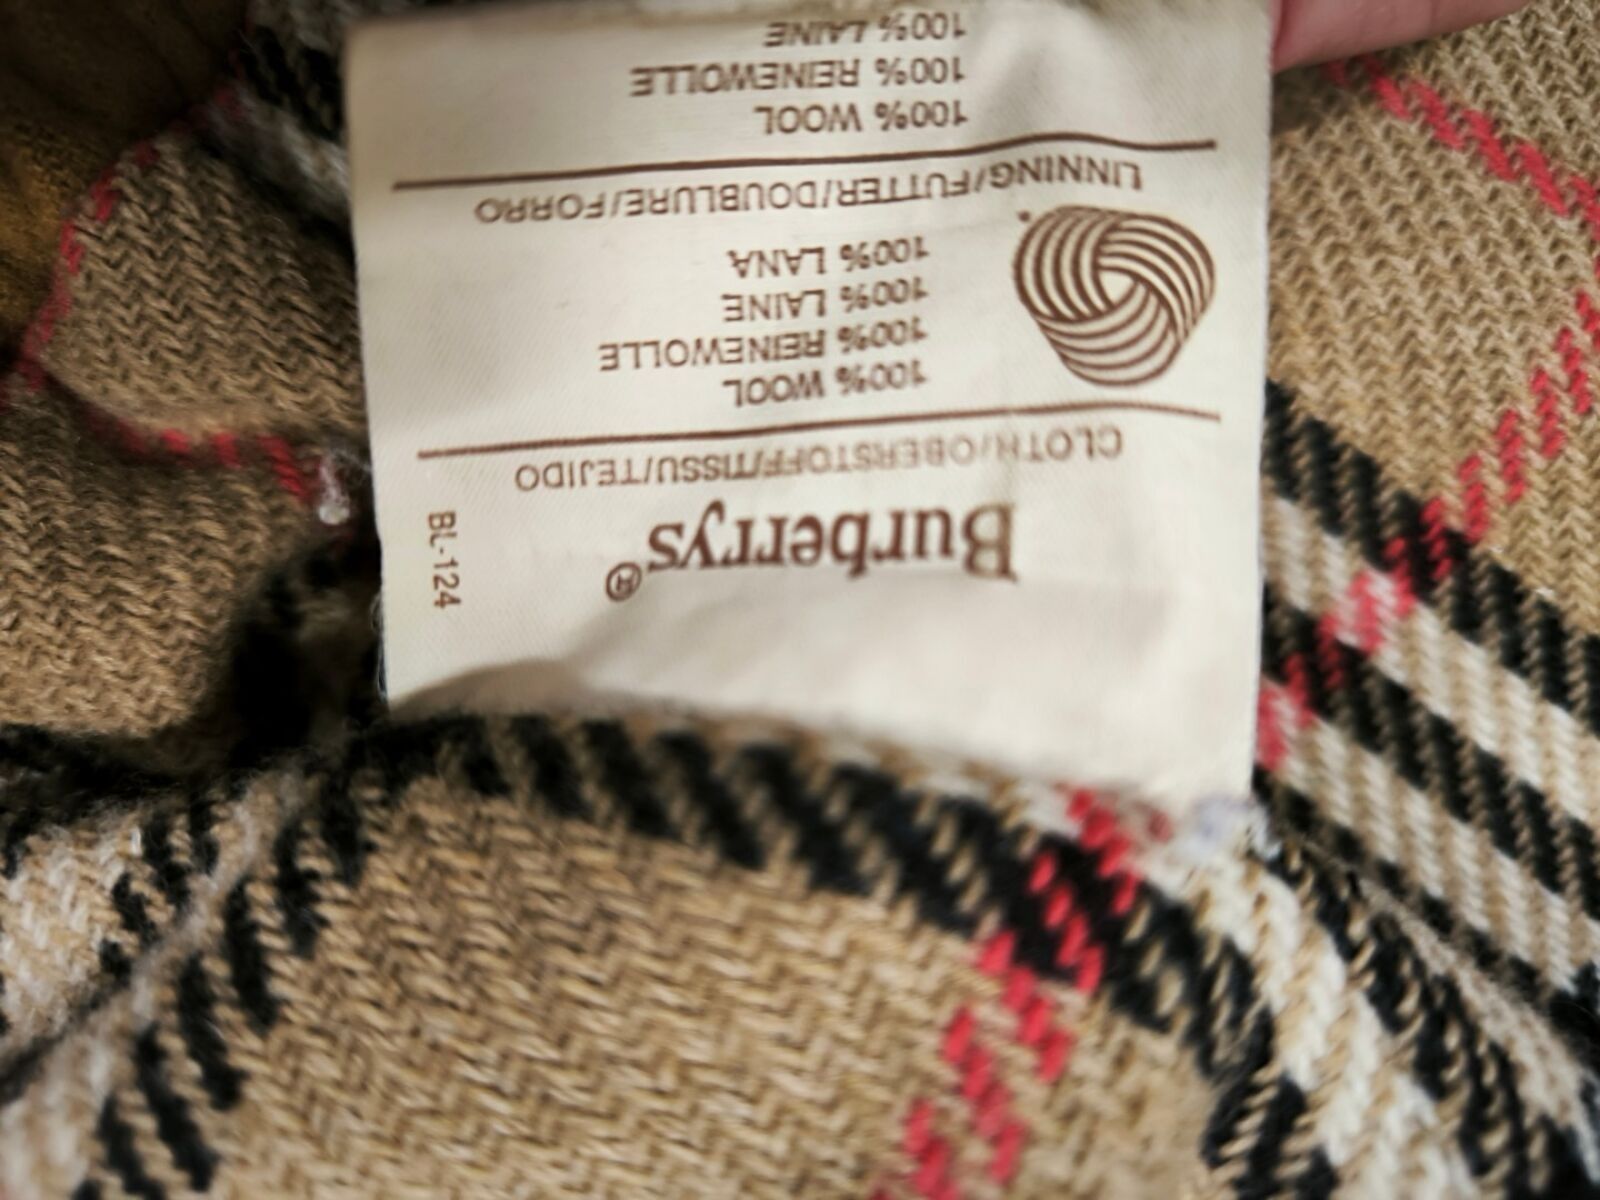 Burberrys®
BL-124
CLOTH/OBERSTOFF/TISSU/TEJIDO
100% WOOL
100% REINEWOLLE
100% LAINE
100% LANA
LINNING/FUTTER/DOUBLURE/FORRO
100% WOOL
100% REINEWOLLE
100% LAINE